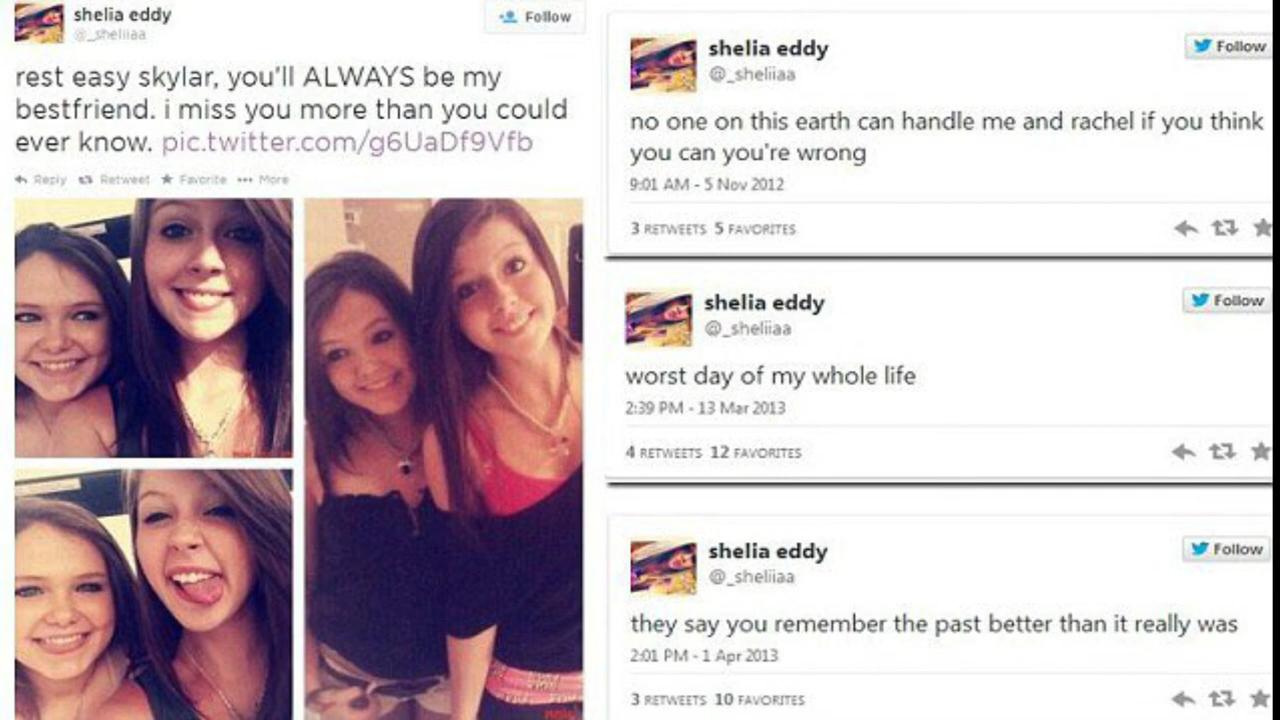 shelia eddy
@_sheliiaa
Follow
rest easy skylar, you'll ALWAYS be my
bestfriend. i miss you more than you could
ever know. pic.twitter.com/g6UaDf9Vfb
Reply Retweet Favorite More
shelia eddy
@_sheliiaa
Follow
no one on this earth can handle me and rachel if you think
you can you're wrong
9:01 AM - 5 Nov 2012
3 RETWEETS 5 FAVORITES
shelia eddy
@_sheliiaa
Follow
worst day of my whole life
2:39 PM - 13 Mar 2013
4 RETWEETS 12 FAVORITES
shelia eddy
@_sheliiaa
Follow
they say you remember the past better than it really was
2:01 PM - 1 Apr 2013
3 RETWEETS 10 FAVORITES